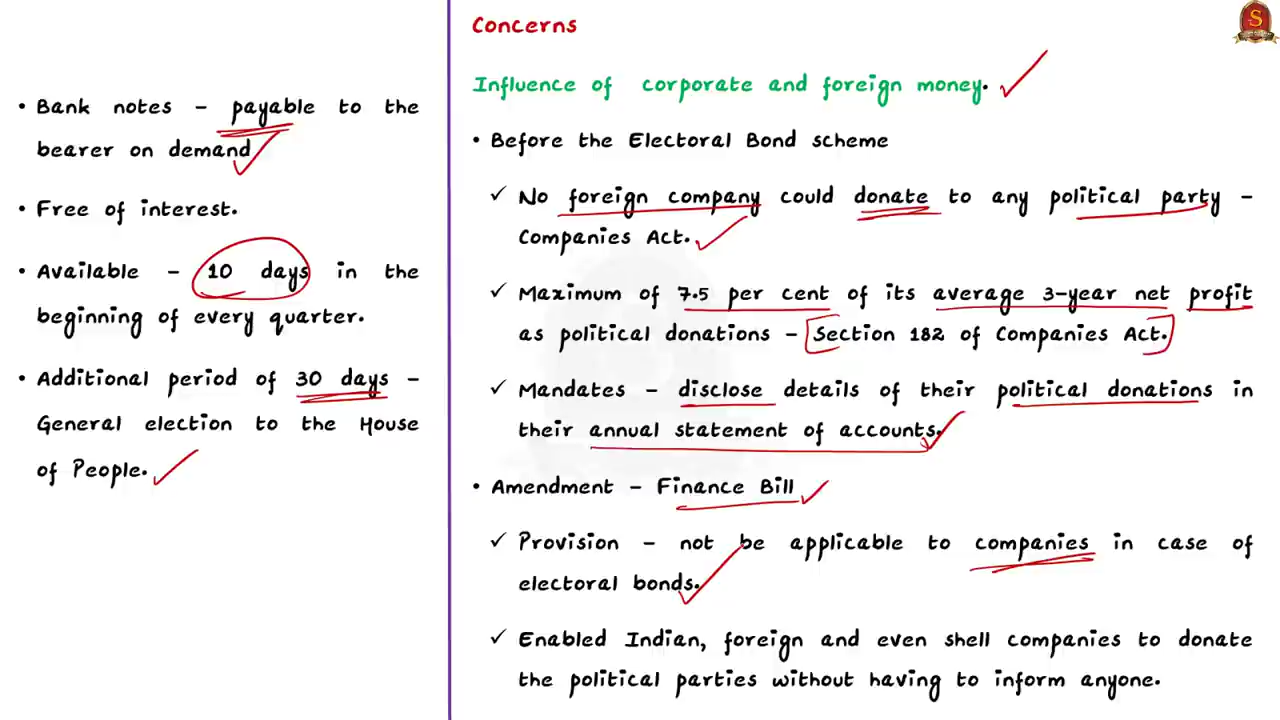 • Bank notes – payable to the
bearer on demand
• Free of interest.
• Available – 10 days in the
beginning of every quarter.
• Additional period of 30 days –
General election to the House
of People.
Concerns
Influence of corporate and foreign money.
• Before the Electoral Bond scheme
✓ No foreign company could donate to any political party –
Companies Act.
✓ Maximum of 7.5 per cent of its average 3-year net profit
as political donations – Section 182 of Companies Act.
✓ Mandates – disclose details of their political donations in
their annual statement of accounts.
• Amendment – Finance Bill
✓ Provision – not be applicable to companies in case of
electoral bonds.
✓ Enabled Indian, foreign and even shell companies to donate
the political parties without having to inform anyone.
S